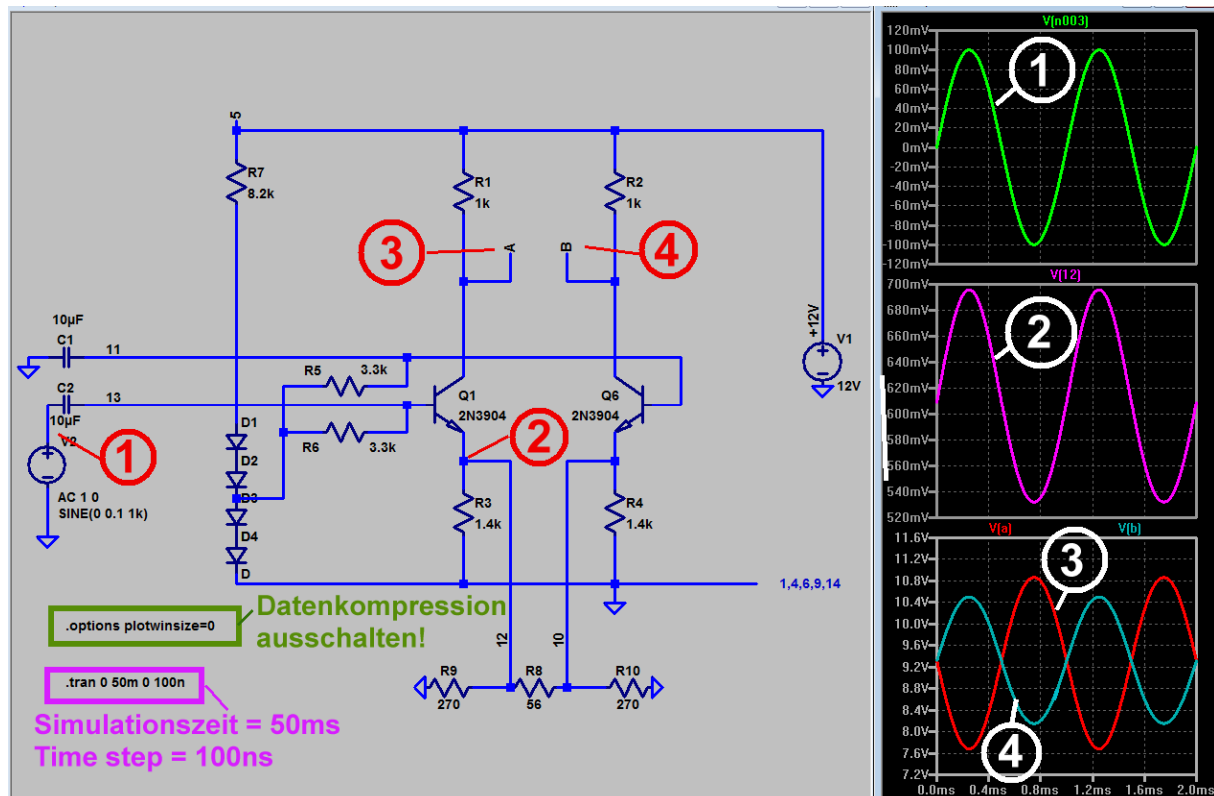 5
R7
8.2k
R1
1k
R2
1k
3
A
B
4
10µF
C1
11
C2
13
10µF
V2
1
AC 1 0
SINE(0 0.1 1k)
R5
3.3k
R6
3.3k
Q1
2N3904
Q6
2N3904
2
+12V
V1
12V
D1
D2
D3
D4
D
R3
1.4k
R4
1.4k
1,4,6,9,14
.options plotwinsize=0
Datenkompression
ausschalten!
.tran 0 50m 0 100n
Simulationszeit = 50ms
Time step = 100ns
12
10
R9
270
R8
56
R10
270
V(n003)
120mV
100mV
80mV
60mV
40mV
20mV
0mV
-20mV
-40mV
-60mV
-80mV
-100mV
-120mV
1
V(12)
700mV
680mV
660mV
640mV
620mV
600mV
580mV
560mV
540mV
520mV
2
V(a)
V(b)
11.6V
11.2V
10.8V
10.4V
10.0V
9.6V
9.2V
8.8V
8.4V
8.0V
7.6V
7.2V
3
4
0.0ms
0.4ms
0.8ms
1.2ms
1.6ms
2.0ms